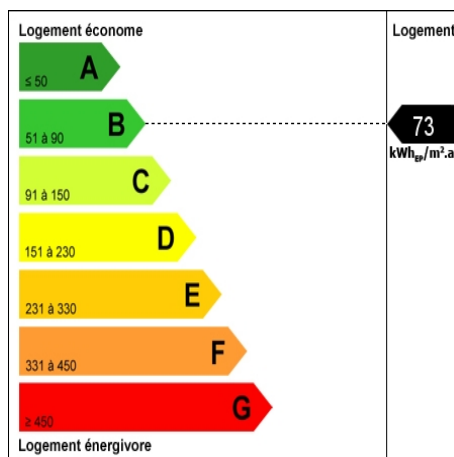 Logement économe
Logement
A
≤ 50
B
51 à 90
73
kWhEP/m².a
C
91 à 150
D
151 à 230
E
231 à 330
F
331 à 450
G
≥ 450
Logement énergivore